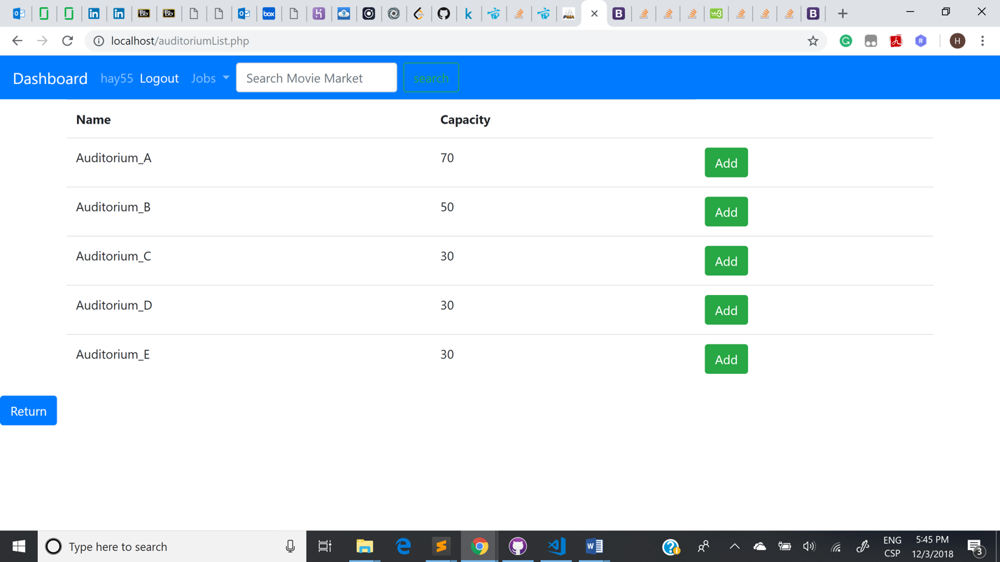 localhost/auditoriumList.php
H
Dashboard hay55 Logout Jobs Search Movie Market search
Name Capacity
Auditorium_A 70 Add
Auditorium_B 50 Add
Auditorium_C 30 Add
Auditorium_D 30 Add
Auditorium_E 30 Add
Return
Type here to search
ENG
CSP
5:45 PM
12/3/2018
3